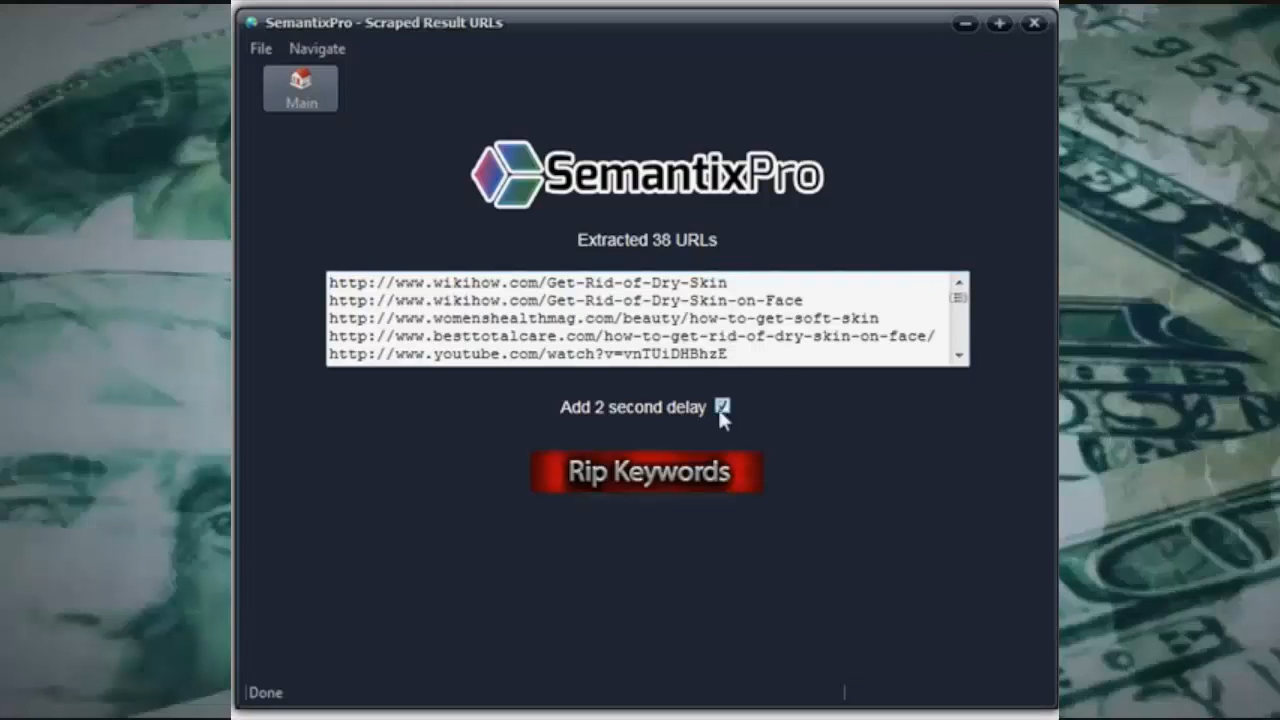 SemantixPro - Scraped Result URLs
File Navigate
Main
SemantixPro
Extracted 38 URLs
http://www.wikihow.com/Get-Rid-of-Dry-Skin
http://www.wikihow.com/Get-Rid-of-Dry-Skin-on-Face
http://www.womenshealthmag.com/beauty/how-to-get-soft-skin
http://www.besttotalcare.com/how-to-get-rid-of-dry-skin-on-face/
http://www.youtube.com/watch?v=vnTUiDHBhzE
Add 2 second delay
Rip Keywords
Done